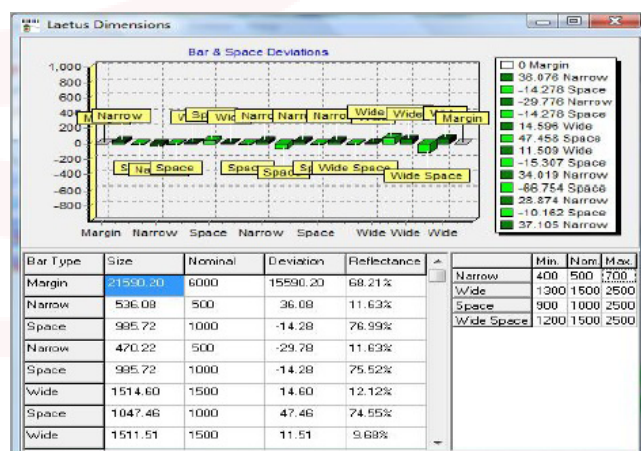 Laetus Dimensions
Bar & Space Deviations
1,000
800
600
400
200
0
-200
-400
-600
-800
Narrow
Wide
Wide
Margin
Space
Space
Space
Wide Space
Wide Space
Margin Narrow Space Narrow Space Wide Wide Wide
0 Margin
36.076 Narrow
-14.278 Space
-29.776 Narrow
-14.278 Space
14.596 Wide
47.458 Space
11.509 Wide
-15.307 Space
34.019 Narrow
-66.754 Space
28.874 Narrow
-10.162 Space
37.105 Narrow
Bar Type Size Nominal Deviation Reflectance
Margin 21590.20 6000 15590.20 68.21%
Narrow 536.08 500 36.08 11.63%
Space 985.72 1000 -14.28 76.99%
Narrow 470.22 500 -29.78 11.63%
Space 985.72 1000 -14.28 75.52%
Wide 1514.60 1500 14.60 12.12%
Space 1047.46 1000 47.46 74.55%
Wide 1511.51 1500 11.51 9.68%
Min. Nom. Max.
Narrow 400 500 700
Wide 1300 1500 2500
Space 900 1000 2500
Wide Space 1200 1500 2500